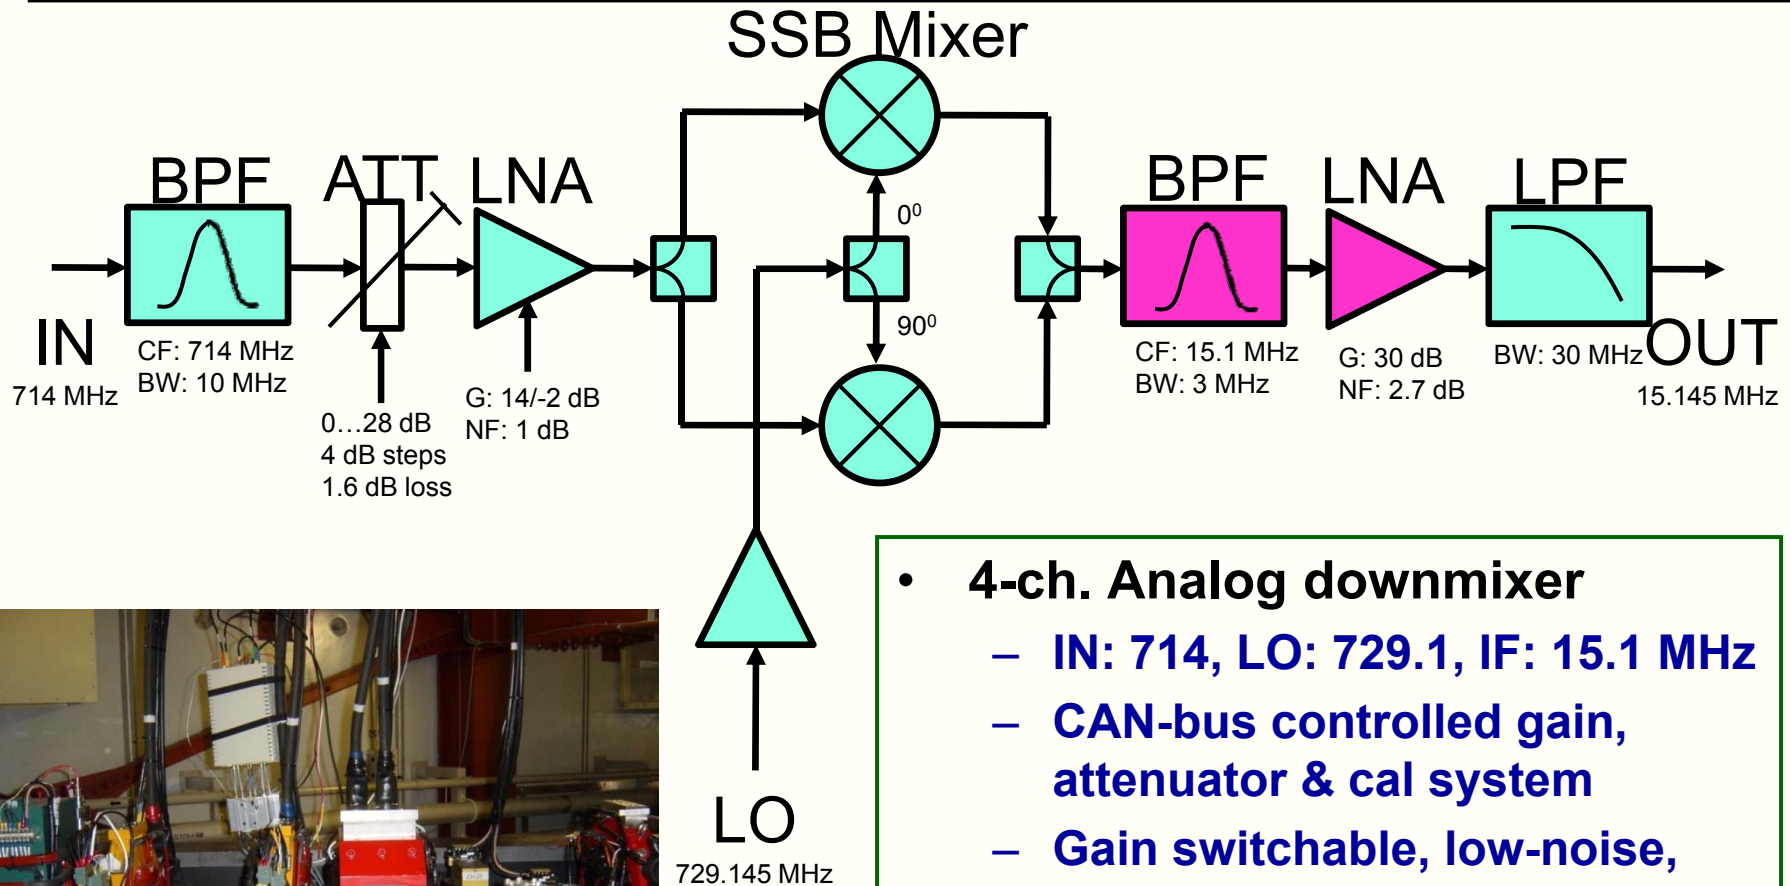 SSB Mixer
BPF
ATT
LNA
BPF
LNA
LPF
0⁰
90⁰
IN
714 MHz
CF: 714 MHz
BW: 10 MHz
0...28 dB
4 dB steps
1.6 dB loss
G: 14/-2 dB
NF: 1 dB
CF: 15.1 MHz
BW: 3 MHz
G: 30 dB
NF: 2.7 dB
BW: 30 MHz
OUT
15.145 MHz
LO
729.145 MHz
• 4-ch. Analog downmixer
– IN: 714, LO: 729.1, IF: 15.1 MHz
– CAN-bus controlled gain,
attenuator & cal system
– Gain switchable, low-noise,